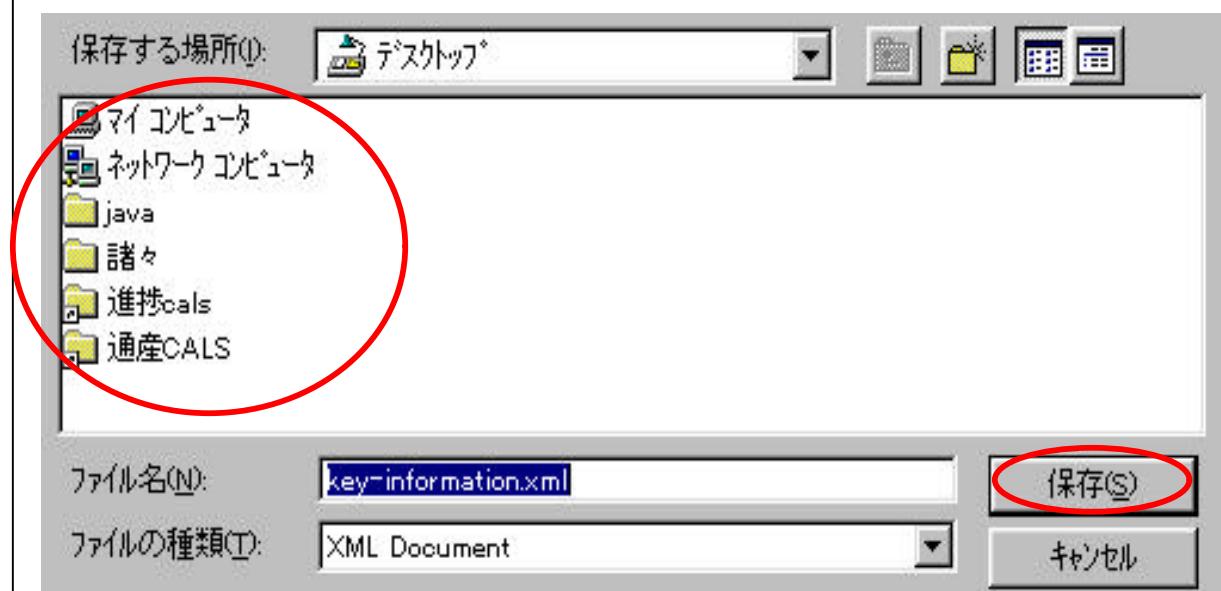 保存する場所(I): デスクトップ
マイ コンピュータ
ネットワーク コンピュータ
java
諸々
進捗cals
通産CALS
ファイル名(N): key-information.xml 保存(S)
ファイルの種類(T): XML Document キャンセル